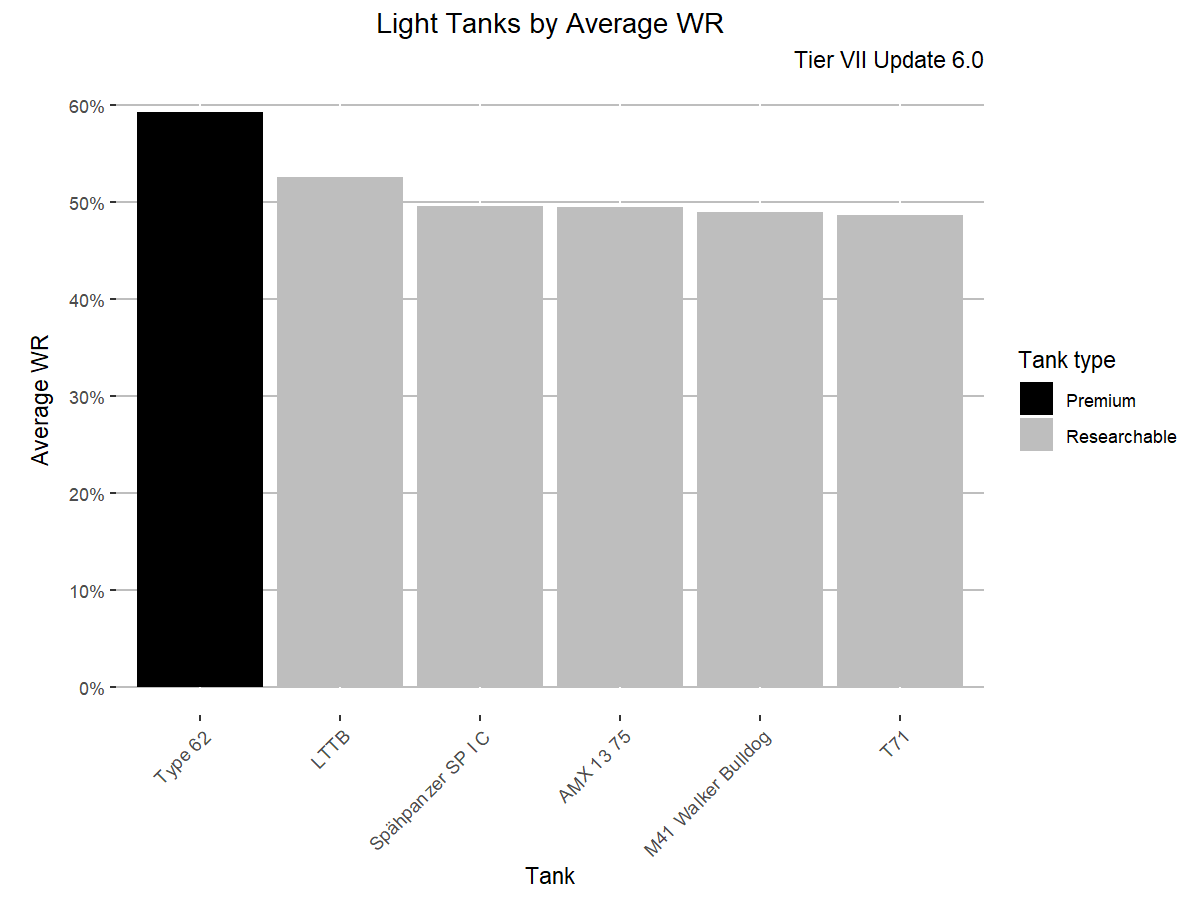 Light Tanks by Average WR
Tier VII Update 6.0
60%
50%
40%
30%
20%
10%
0%
Average WR
Type 62
LTTB
Spähpanzer SP I C
AMX 13 75
M41 Walker Bulldog
T71
Tank
Tank type
Premium
Researchable